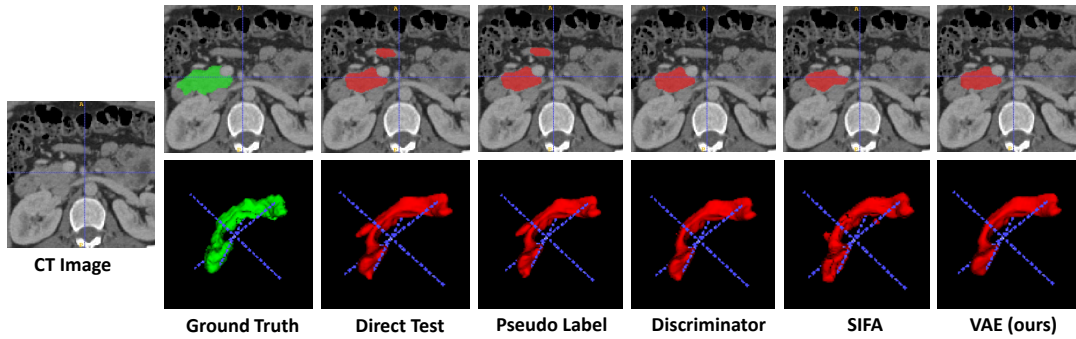 CT Image
Ground Truth
Direct Test
Pseudo Label
Discriminator
SIFA
VAE (ours)